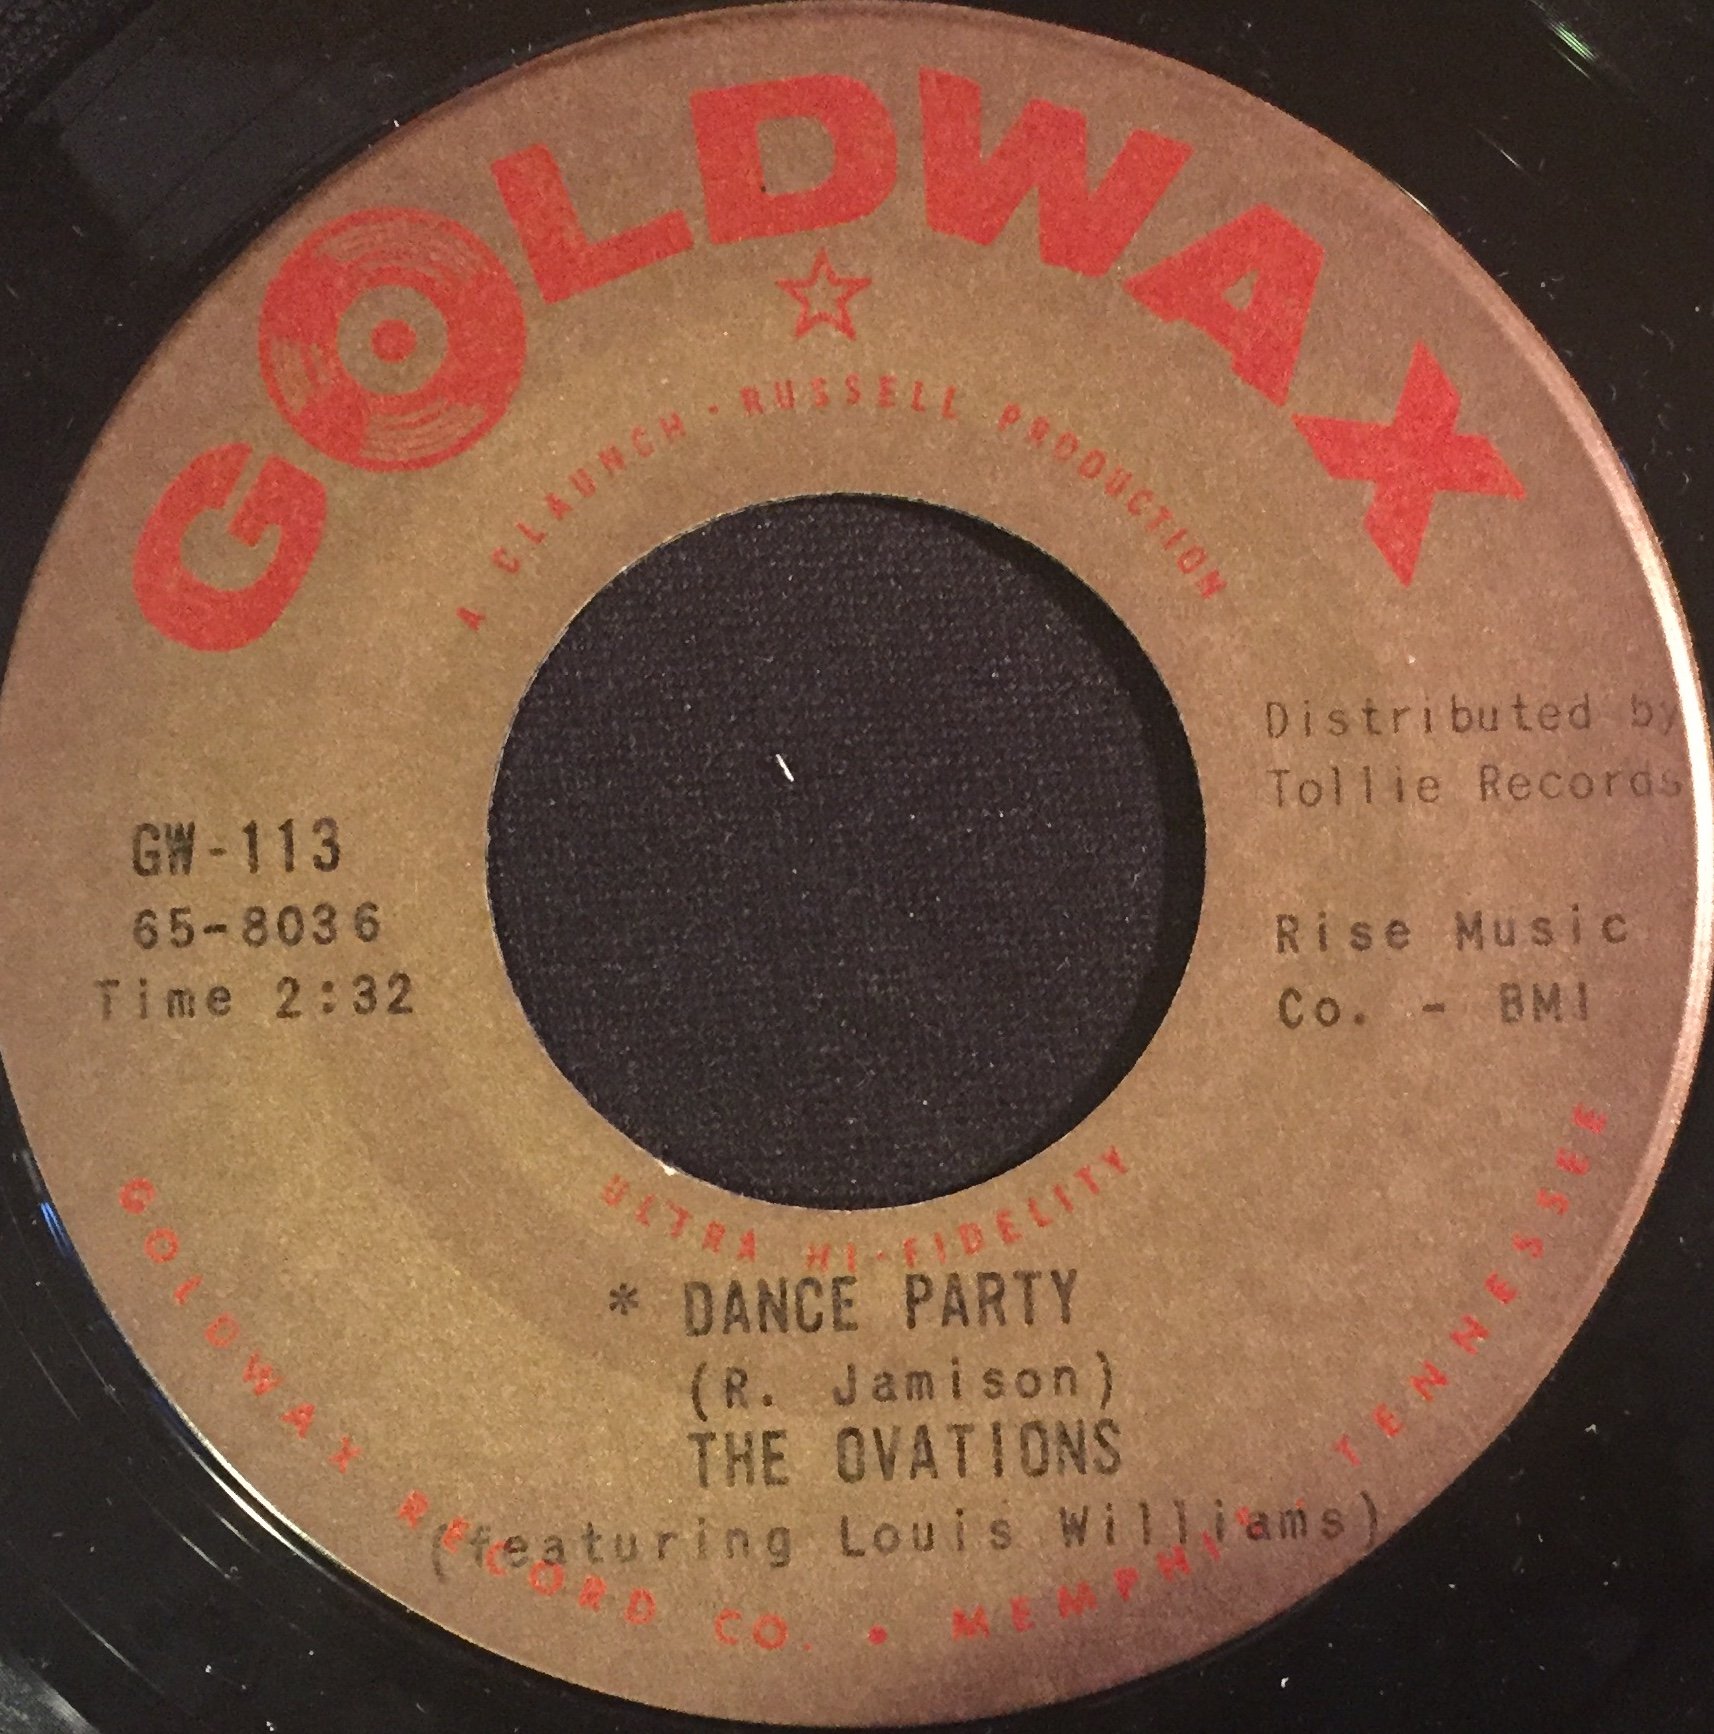 GOLDWAX
A CLAUNCH - RUSSELL PRODUCTION
Distributed by
Tollie Records
GW-113
65-8036
Time 2:32
Rise Music
Co. - BMI
ULTRA HI-FIDELITY
* DANCE PARTY
(R. Jamison)
THE OVATIONS
(featuring Louis Williams)
GOLDWAX RECORD CO. • MEMPHIS, TENNESSEE